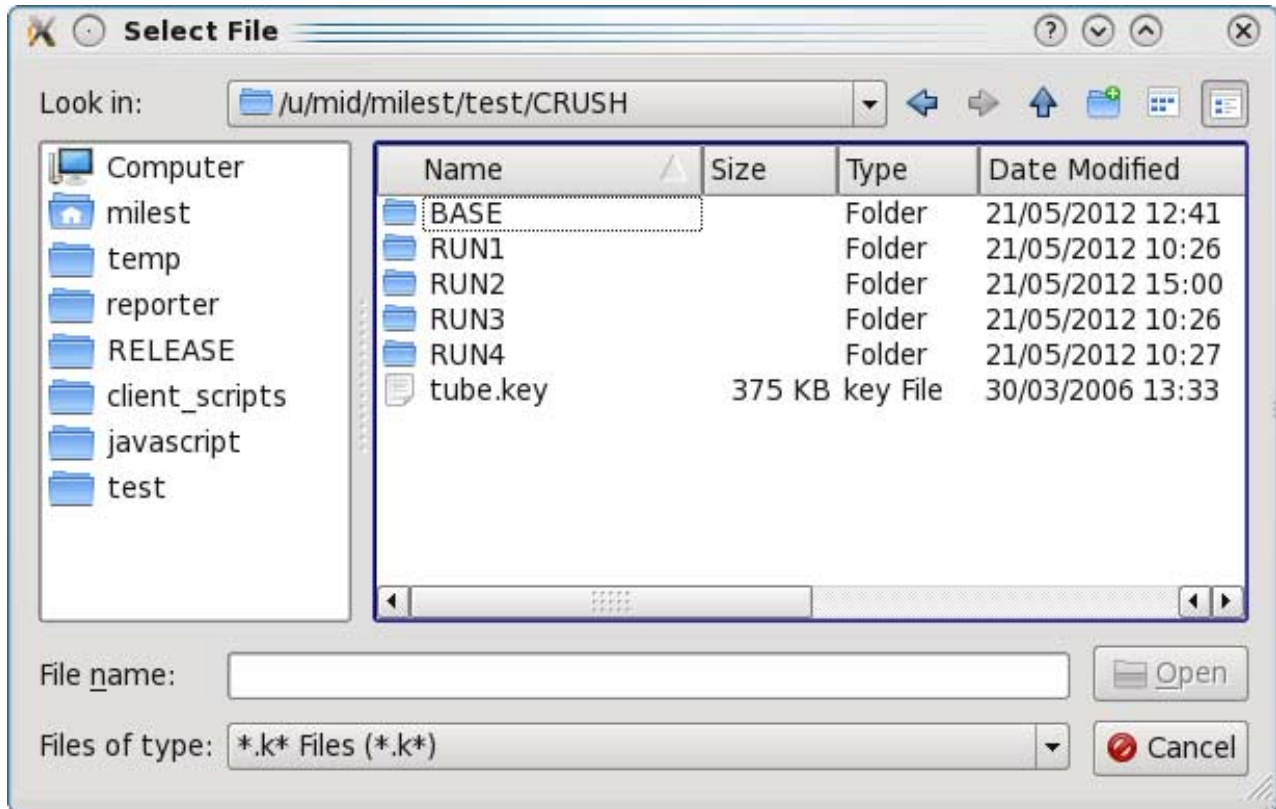 Select File
Look in: /u/mid/milest/test/CRUSH
Computer
milest
temp
reporter
RELEASE
client_scripts
javascript
test
Name Size Type Date Modified
BASE Folder 21/05/2012 12:41
RUN1 Folder 21/05/2012 10:26
RUN2 Folder 21/05/2012 15:00
RUN3 Folder 21/05/2012 10:26
RUN4 Folder 21/05/2012 10:27
tube.key 375 KB key File 30/03/2006 13:33
File name: Open
Files of type: *.k* Files (*.k*) Cancel